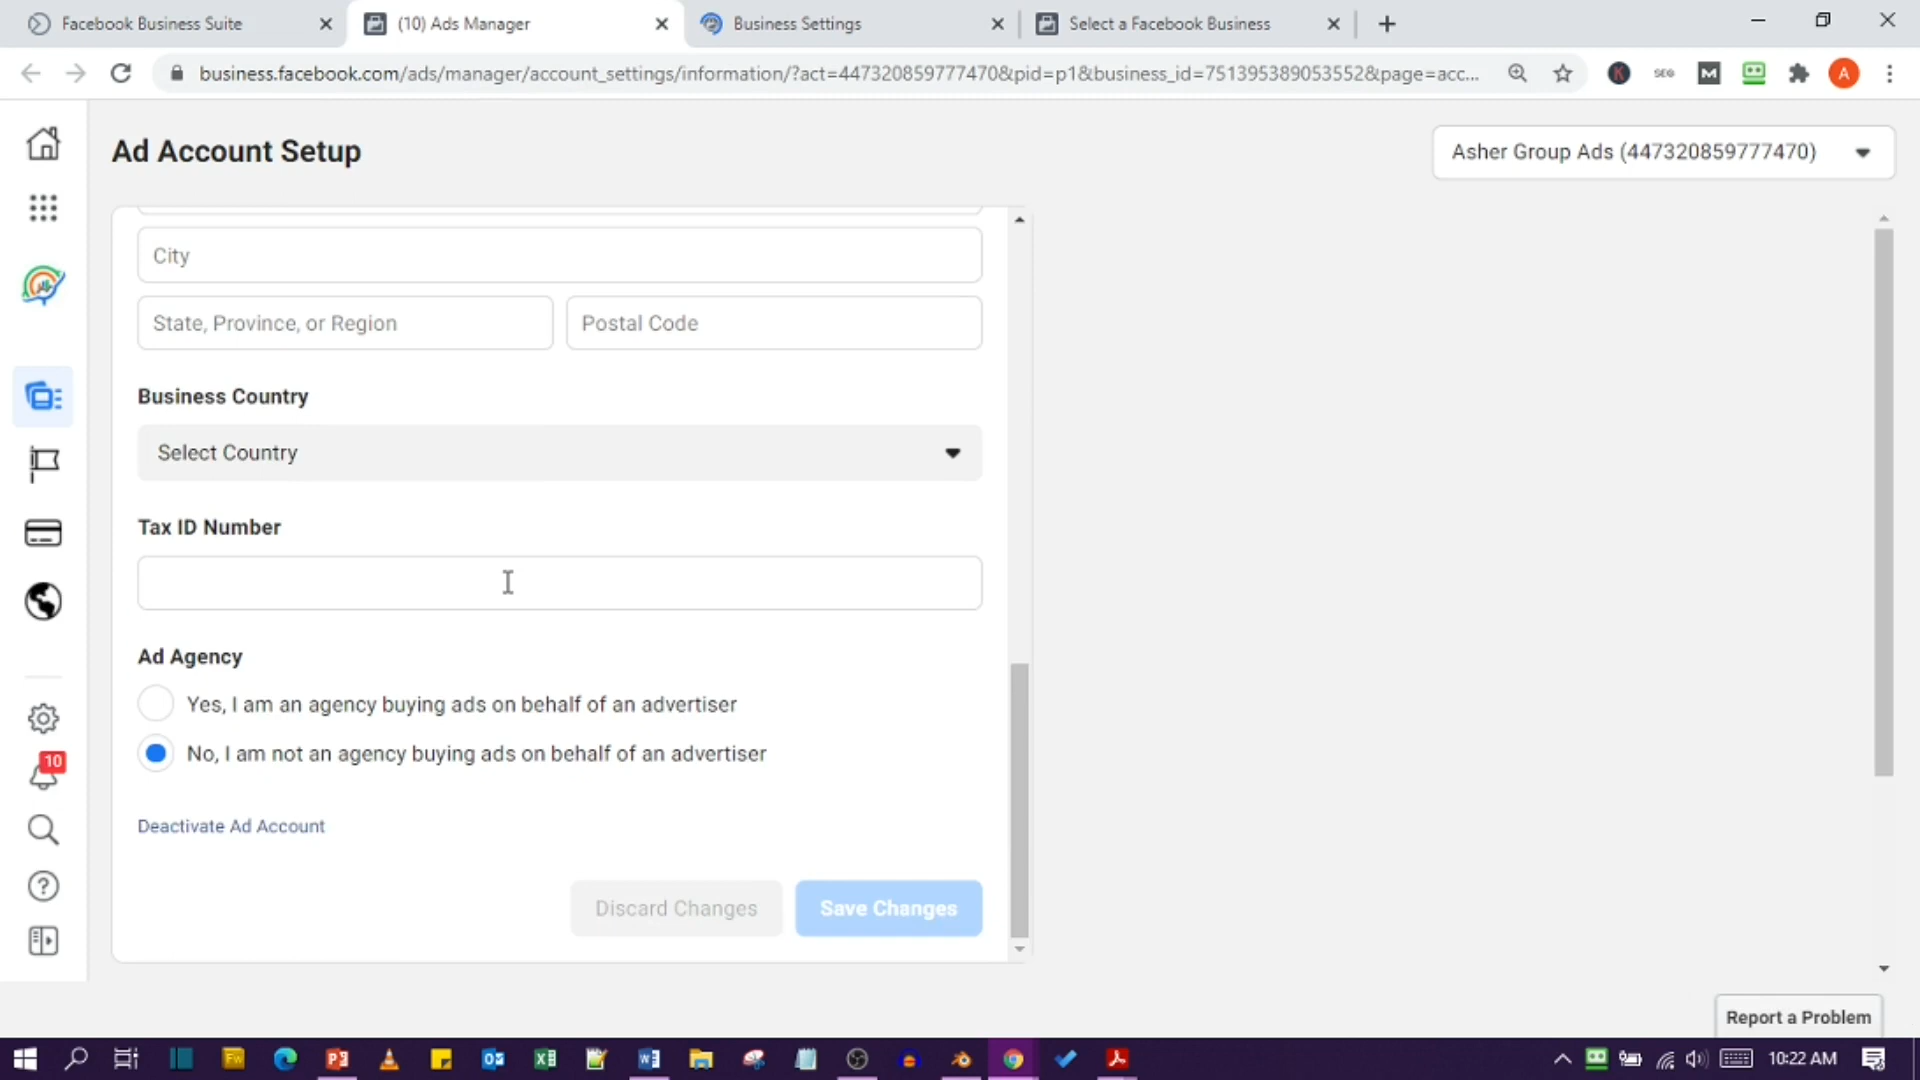 Facebook Business Suite
(10) Ads Manager
Business Settings
Select a Facebook Business
business.facebook.com/ads/manager/account_settings/information/?act=447320859777470&pid=p1&business_id=751395389053552&page=acc...
Ad Account Setup
Asher Group Ads (447320859777470)
City
State, Province, or Region
Postal Code
Business Country
Select Country
Tax ID Number
Ad Agency
Yes, I am an agency buying ads on behalf of an advertiser
No, I am not an agency buying ads on behalf of an advertiser
10
Deactivate Ad Account
Discard Changes
Save Changes
Report a Problem
10:22 AM